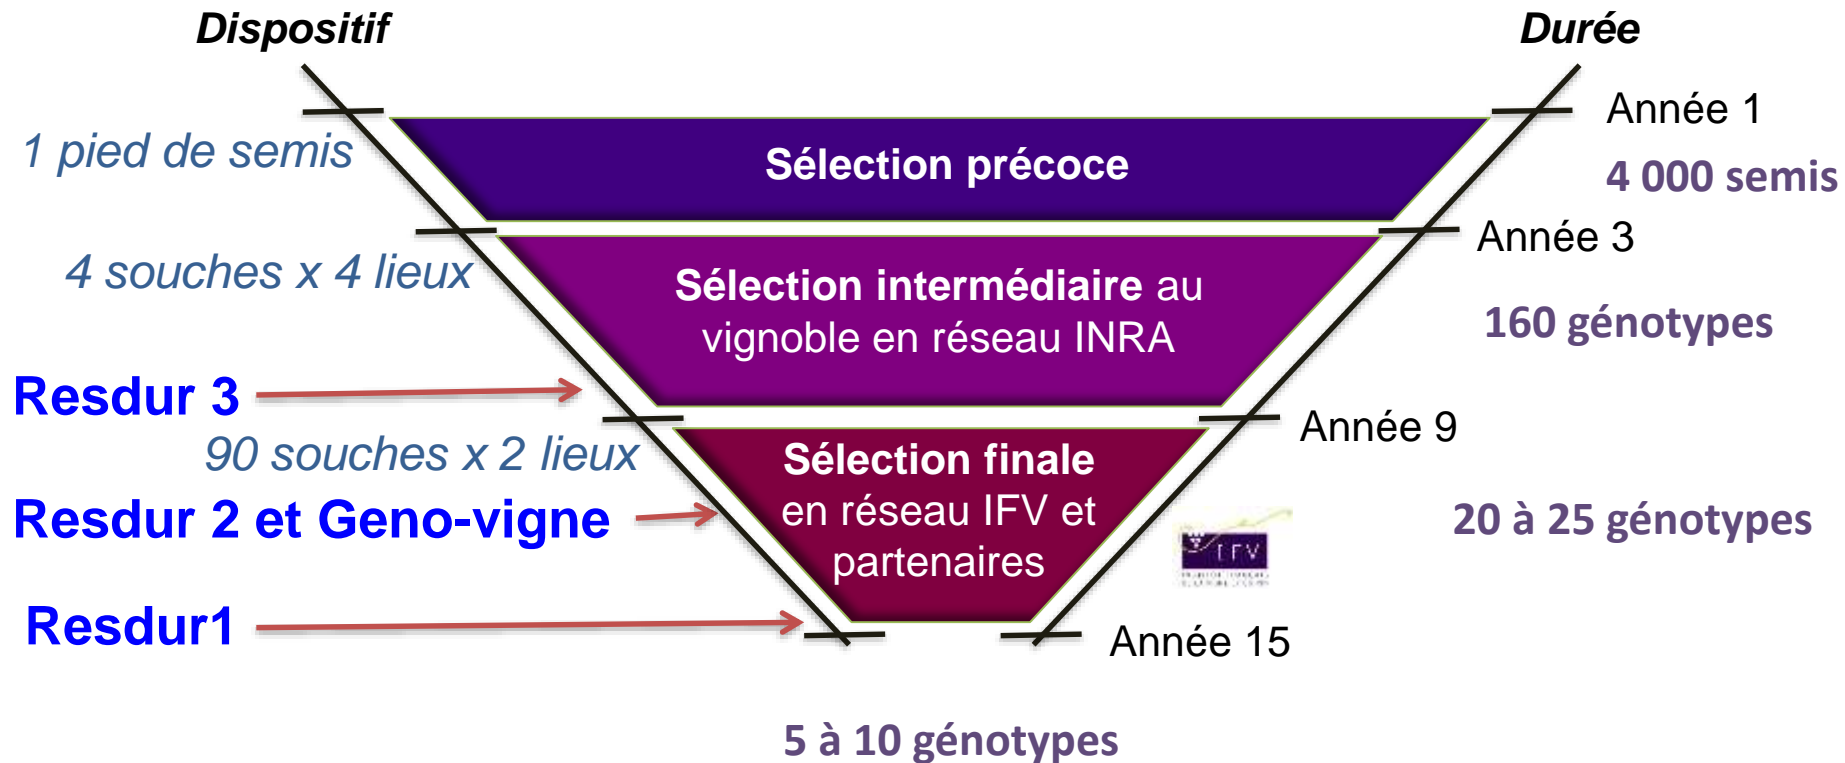 Dispositif
Durée
Année 1
1 pied de semis
Sélection précoce
4 000 semis
Année 3
4 souches x 4 lieux
Sélection intermédiaire au
vignoble en réseau INRA
160 génotypes
Resdur 3
Année 9
90 souches x 2 lieux
Sélection finale
en réseau IFV et
partenaires
Resdur 2 et Geno-vigne
20 à 25 génotypes
IFV
Resdur1
Année 15
5 à 10 génotypes